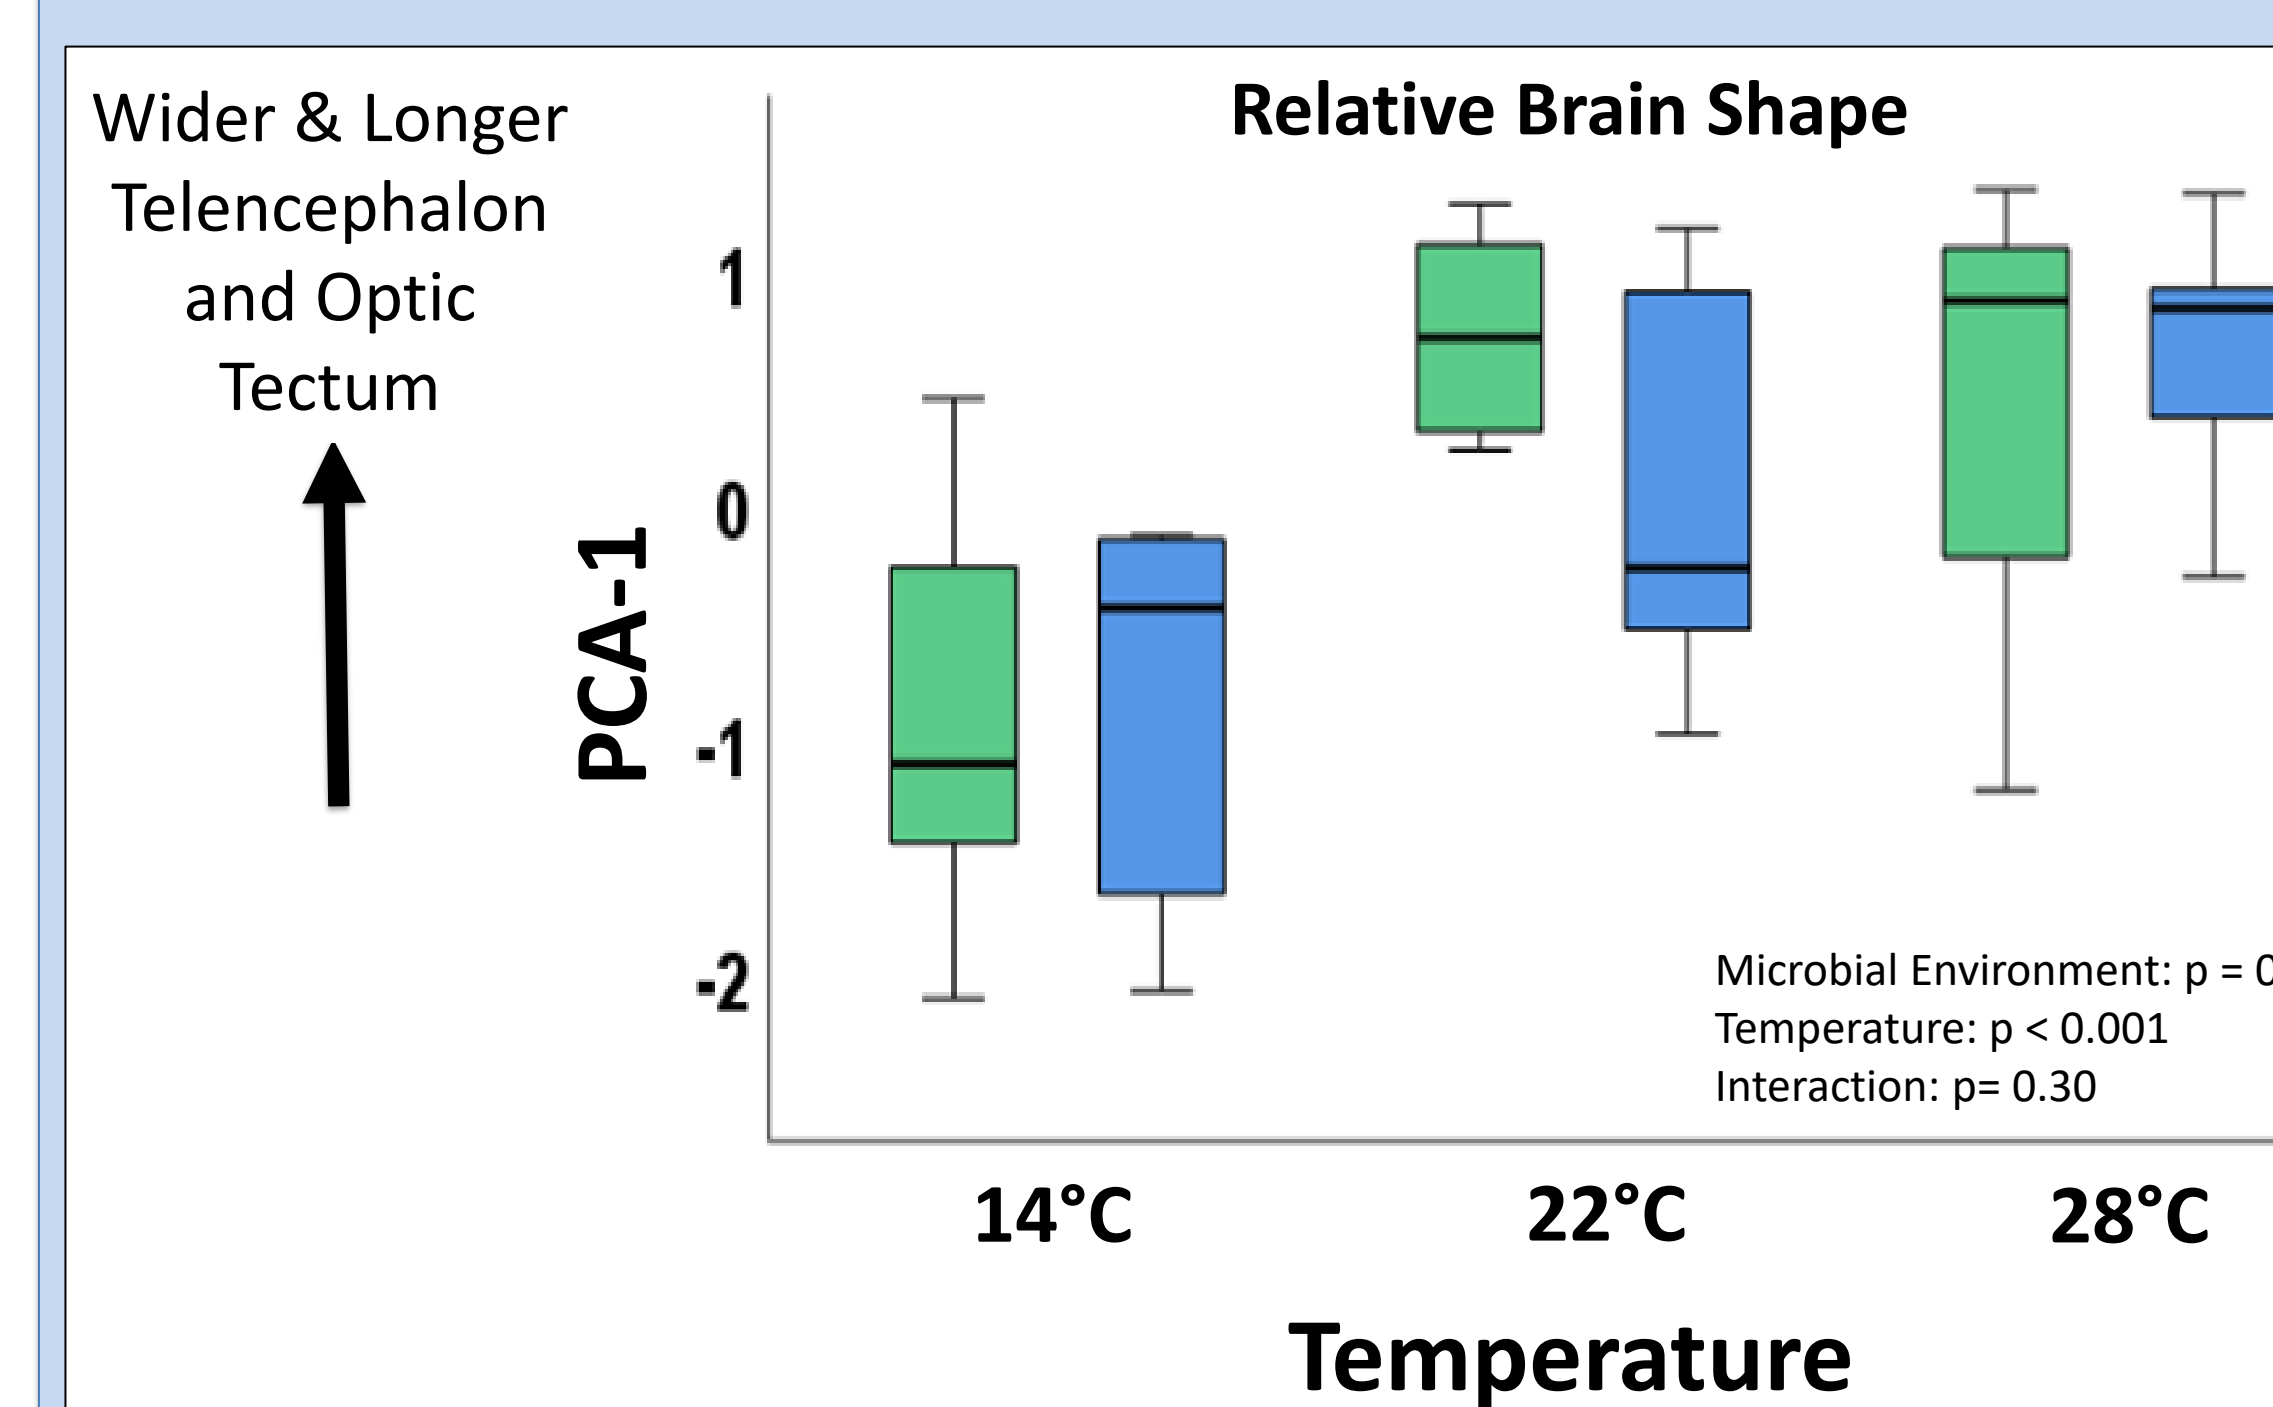 Relative Brain Shape
Wider & Longer
Telencephalon
and Optic
Tectum
PCA-1
1
0
-1
-2
Microbial Environment: p = 0
Temperature: p < 0.001
Interaction: p= 0.30
14°C
22°C
28°C
Temperature